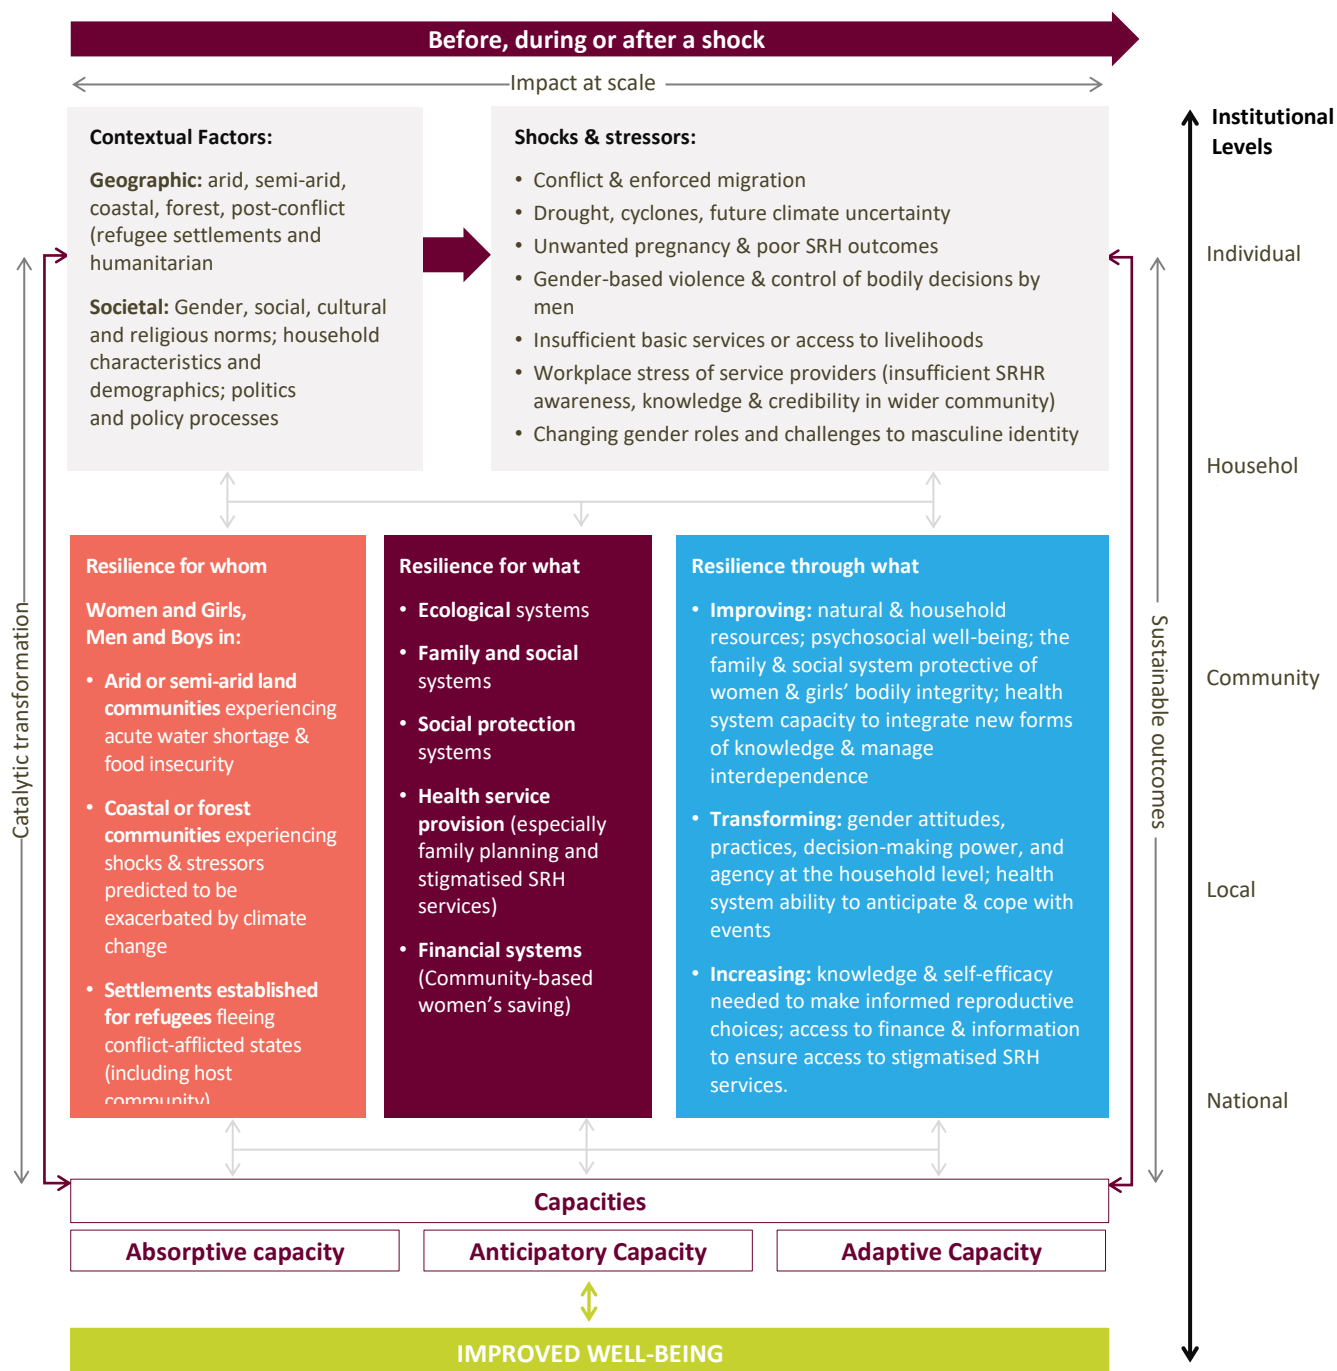 Before, during or after a shock
Impact at scale
Contextual Factors:
Geographic: arid, semi-arid,
coastal, forest, post-conflict
(refugee settlements and
humanitarian
Societal: Gender, social, cultural
and religious norms; household
characteristics and
demographics; politics
and policy processes
Shocks & stressors:
• Conflict & enforced migration
• Drought, cyclones, future climate uncertainty
• Unwanted pregnancy & poor SRH outcomes
• Gender-based violence & control of bodily decisions by
men
• Insufficient basic services or access to livelihoods
• Workplace stress of service providers (insufficient SRHR
awareness, knowledge & credibility in wider community)
• Changing gender roles and challenges to masculine identity
Institutional
Levels
Individual
Househol
Community
Local
National
Catalytic transformation
Sustainable outcomes
Resilience for whom
Women and Girls,
Men and Boys in:
• Arid or semi-arid land
communities experiencing
acute water shortage &
food insecurity
• Coastal or forest
communities experiencing
shocks & stressors
predicted to be
exacerbated by climate
change
• Settlements established
for refugees fleeing
conflict-afflicted states
(including host
community)
Resilience for what
• Ecological systems
• Family and social
systems
• Social protection
systems
• Health service
provision (especially
family planning and
stigmatised SRH
services)
• Financial systems
(Community-based
women's saving)
Resilience through what
• Improving: natural & household
resources; psychosocial well-being; the
family & social system protective of
women & girls' bodily integrity; health
system capacity to integrate new forms
of knowledge & manage
interdependence
• Transforming: gender attitudes,
practices, decision-making power, and
agency at the household level; health
system ability to anticipate & cope with
events
• Increasing: knowledge & self-efficacy
needed to make informed reproductive
choices; access to finance & information
to ensure access to stigmatised SRH
services.
Capacities
Absorptive capacity
Anticipatory Capacity
Adaptive Capacity
IMPROVED WELL-BEING